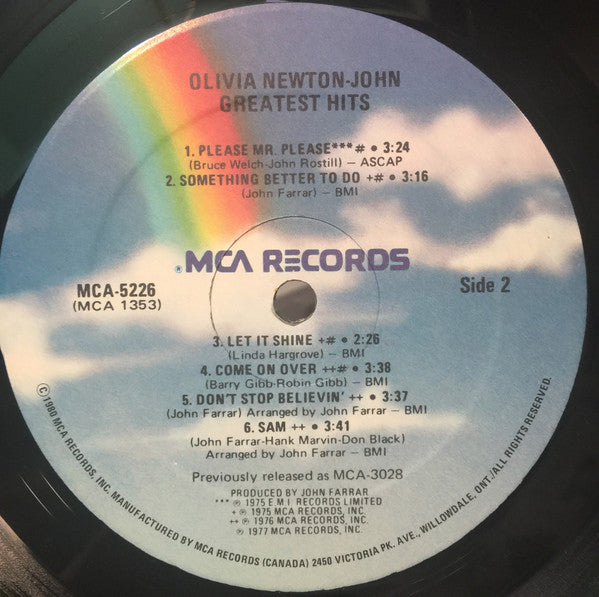 OLIVIA NEWTON-JOHN
GREATEST HITS
1. PLEASE MR. PLEASE***# • 3:24
(Bruce Welch-John Rostill) – ASCAP
2. SOMETHING BETTER TO DO +# • 3:16
(John Farrar) – BMI
®MCA RECORDS
MCA-5226
(MCA 1353)
Side 2
3. LET IT SHINE +# • 2:26
(Linda Hargrove) – BMI
4. COME ON OVER ++# • 3:38
(Barry Gibb-Robin Gibb) – BMI
5. DON'T STOP BELIEVIN' ++ • 3:37
(John Farrar) Arranged by John Farrar – BMI
6. SAM ++ • 3:41
(John Farrar-Hank Marvin-Don Black)
Arranged by John Farrar – BMI
Previously released as MCA-3028
PRODUCED BY JOHN FARRAR
*** ℗ 1975 E.M.I. RECORDS LIMITED
+ ℗ 1975 MCA RECORDS, INC.
++ ℗ 1976 MCA RECORDS, INC.
℗ 1977 MCA RECORDS, INC.
©1980 MCA RECORDS, INC. MANUFACTURED BY MCA RECORDS (CANADA) 2450 VICTORIA PK. AVE., WILLOWDALE, ONT./ALL RIGHTS RESERVED.